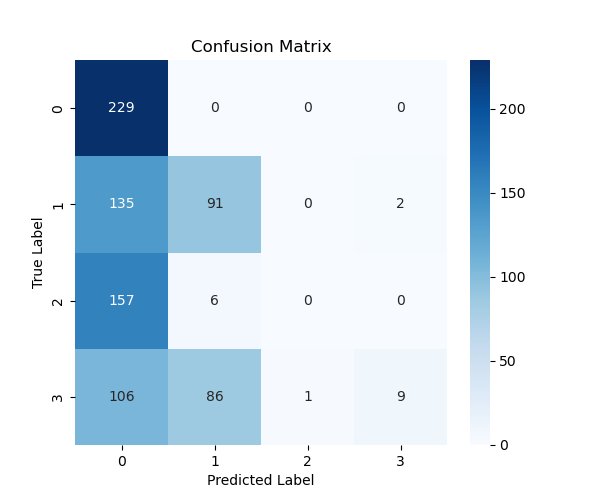 Confusion Matrix
0 229 0 0 0
1 135 91 0 2
2 157 6 0 0
3 106 86 1 9
0 1 2 3
Predicted Label
True Label
200
150
100
50
0